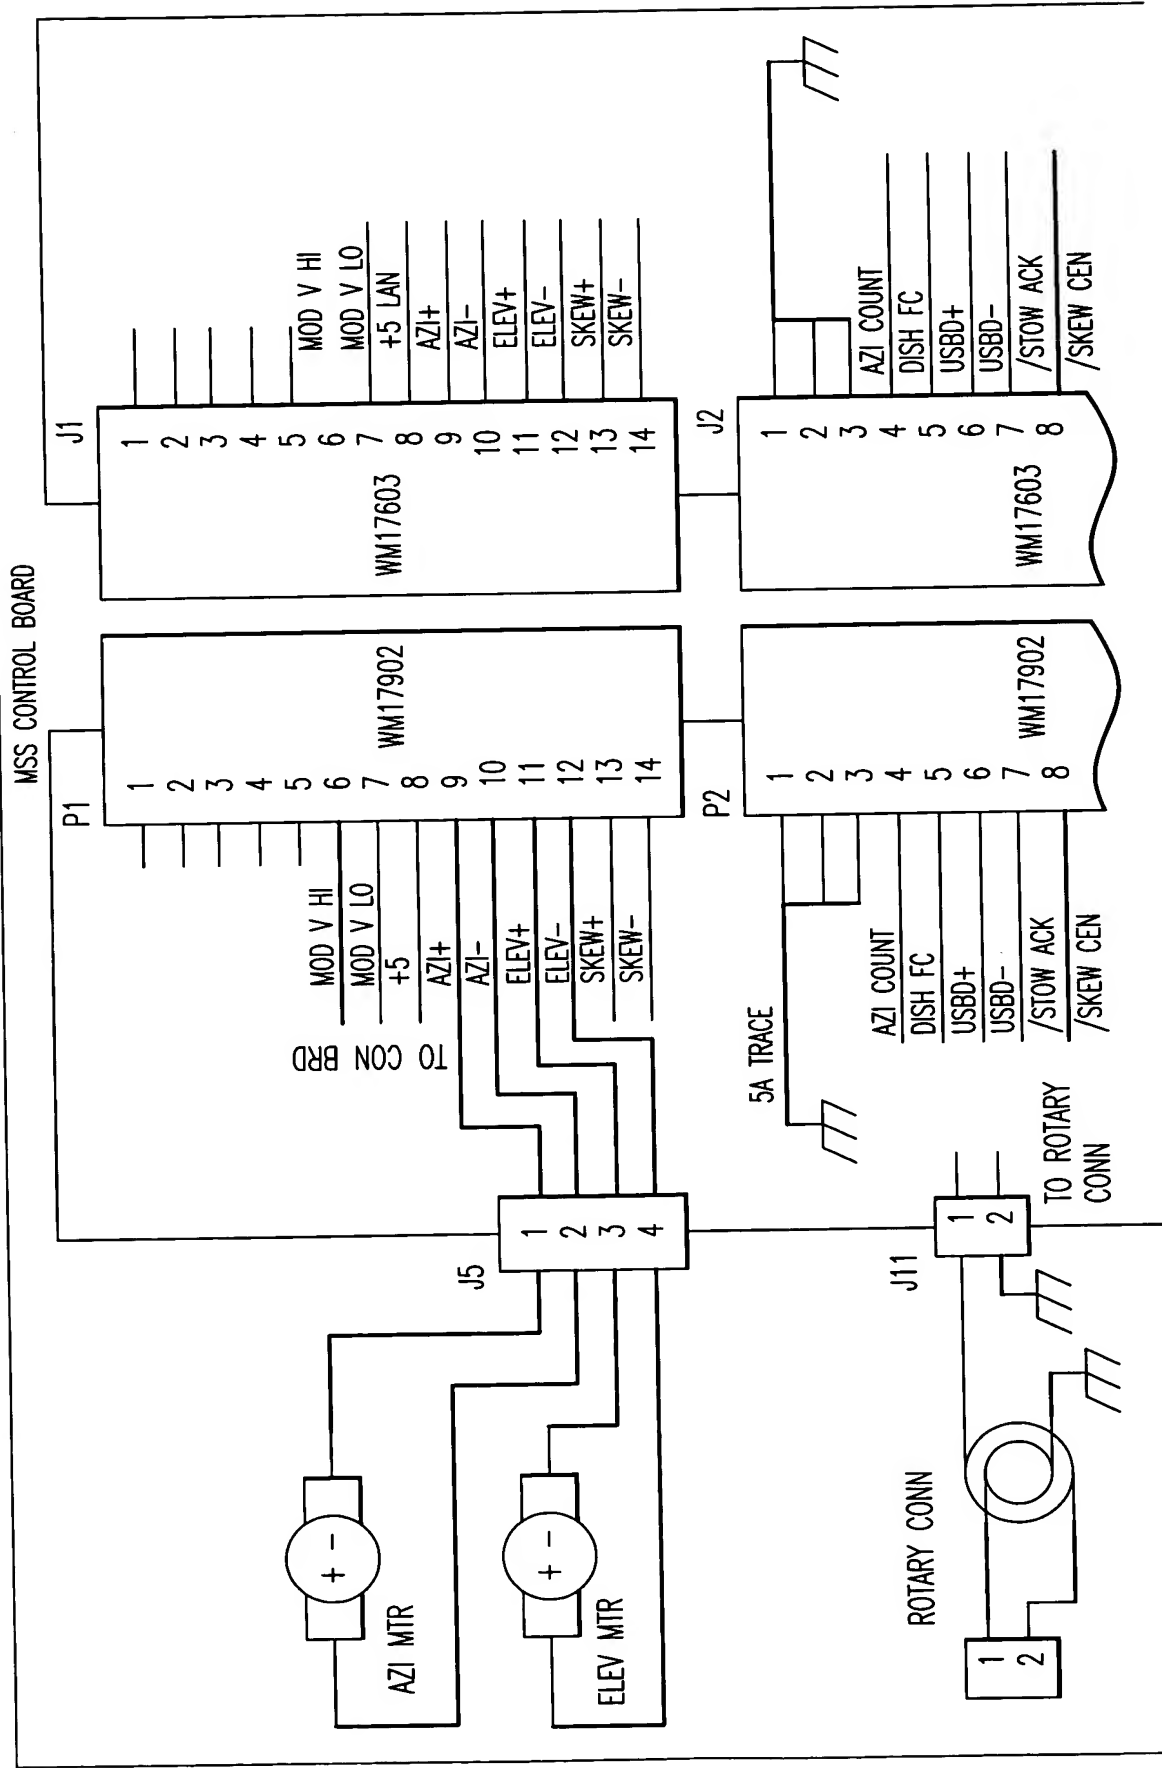 MSS CONTROL BOARD
J1
1
2
3
4
5
6
7
8
9
10
11
12
13
14
WM17603
MOD V HI
MOD V LO
+5 LAN
AZI+
AZI-
ELEV+
ELEV-
SKEW+
SKEW-
J2
1
2
3
4
5
6
7
8
WM17603
AZI COUNT
DISH FC
USBD+
USBD-
/STOW ACK
/SKEW CEN
P1
1
2
3
4
5
6
7
8
9
10
11
12
13
14
WM17902
MOD V HI
MOD V LO
+5
AZI+
AZI-
ELEV+
ELEV-
SKEW+
SKEW-
TO CON BRD
P2
1
2
3
4
5
6
7
8
WM17902
5A TRACE
AZI COUNT
DISH FC
USBD+
USBD-
/STOW ACK
/SKEW CEN
J5
1
2
3
4
J11
1
2
TO ROTARY
CONN
+ -
AZI MTR
+ -
ELEV MTR
ROTARY CONN
1
2